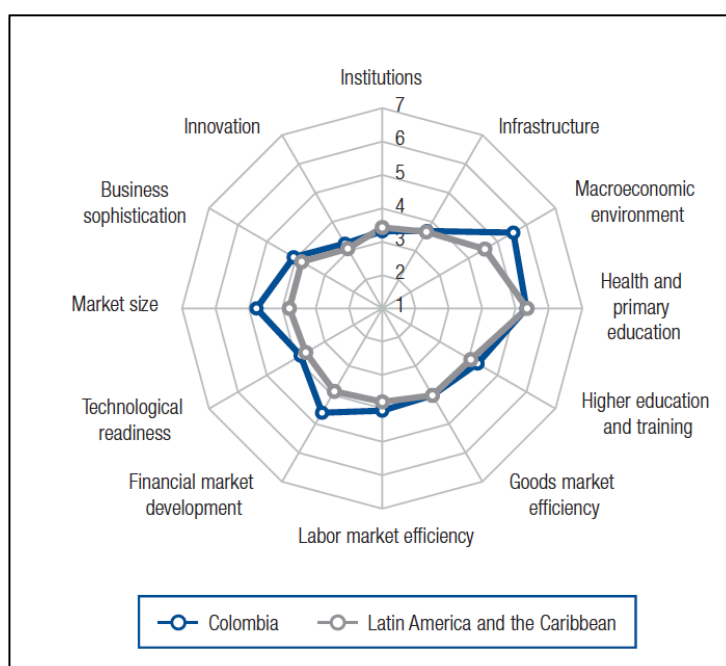 Institutions
7
6
5
4
3
2
1
Infrastructure
Macroeconomic
environment
Health and
primary
education
Higher education
and training
Goods market
efficiency
Labor market efficiency
Financial market
development
Technological
readiness
Market size
Business
sophistication
Innovation
Colombia
Latin America and the Caribbean